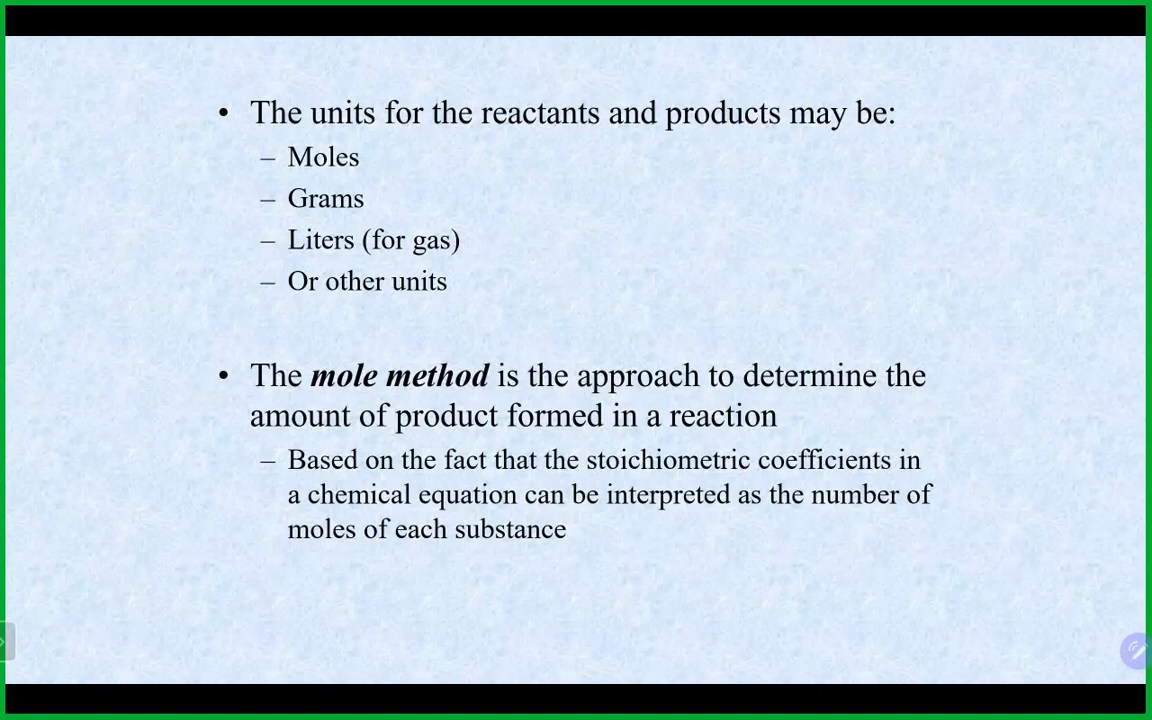 • The units for the reactants and products may be:
– Moles
– Grams
– Liters (for gas)
– Or other units
• The mole method is the approach to determine the
amount of product formed in a reaction
– Based on the fact that the stoichiometric coefficients in
a chemical equation can be interpreted as the number of
moles of each substance